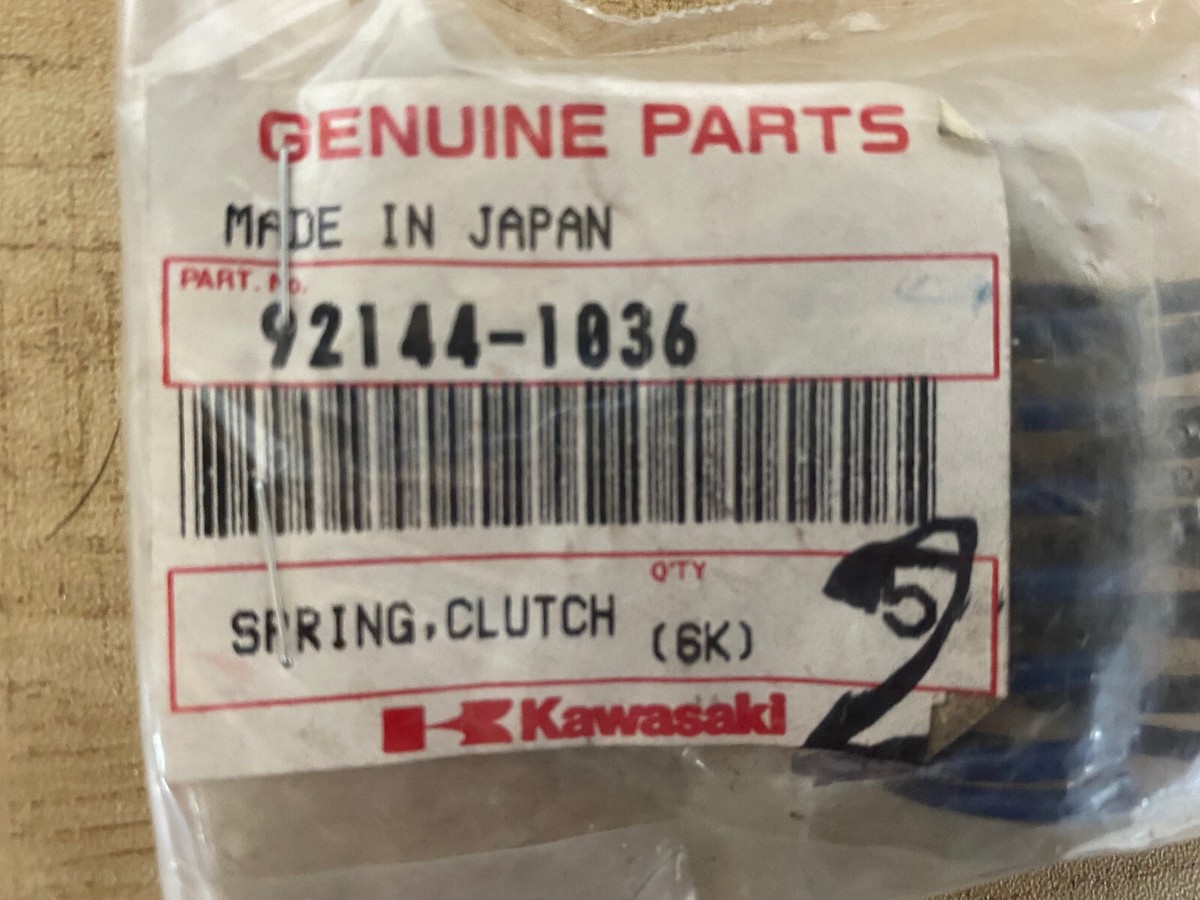 GENUINE PARTS
MADE IN JAPAN
PART. No.
92144-1036
Q'TY
SPRING,CLUTCH (6K) 5
2
Kawasaki